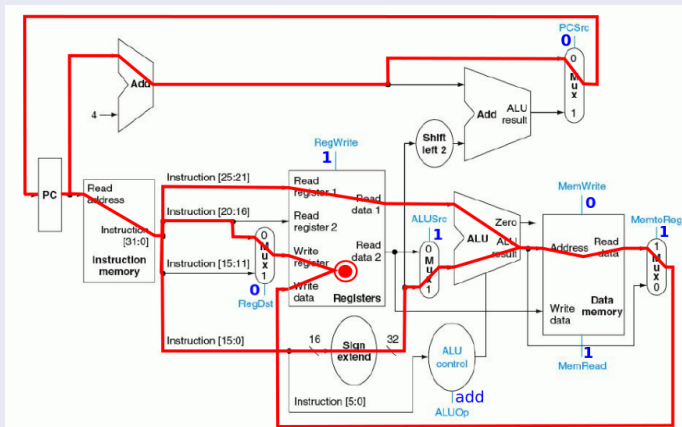 PCSrc
0
0
M
u
x
1
Add
4
Add
ALU
result
Shift
left 2
RegWrite
1
PC
Read
address
Instruction
[31:0]
Instruction
memory
Instruction [25:21]
Instruction [20:16]
Instruction [15:11]
Instruction [15:0]
Instruction [5:0]
0
M
u
x
1
RegDst
0
Read
register 1
Read
data 1
Read
register 2
Write
register
Read
data 2
Write
data
Registers
ALUSrc
1
0
M
u
x
1
Zero
ALU
ALU
result
MemWrite
0
Address
Read
data
Write
data
Data
memory
1
MemRead
MemtoReg
1
1
M
u
x
0
16
Sign
extend
32
ALU
control
add
ALUOp